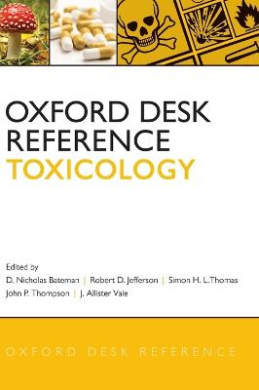 OXFORD DESK
REFERENCE
TOXICOLOGY
Edited by
D. Nicholas Bateman | Robert D. Jefferson | Simon H. L.Thomas
John P. Thompson | J. Allister Vale
OXFORD DESK REFERENCE